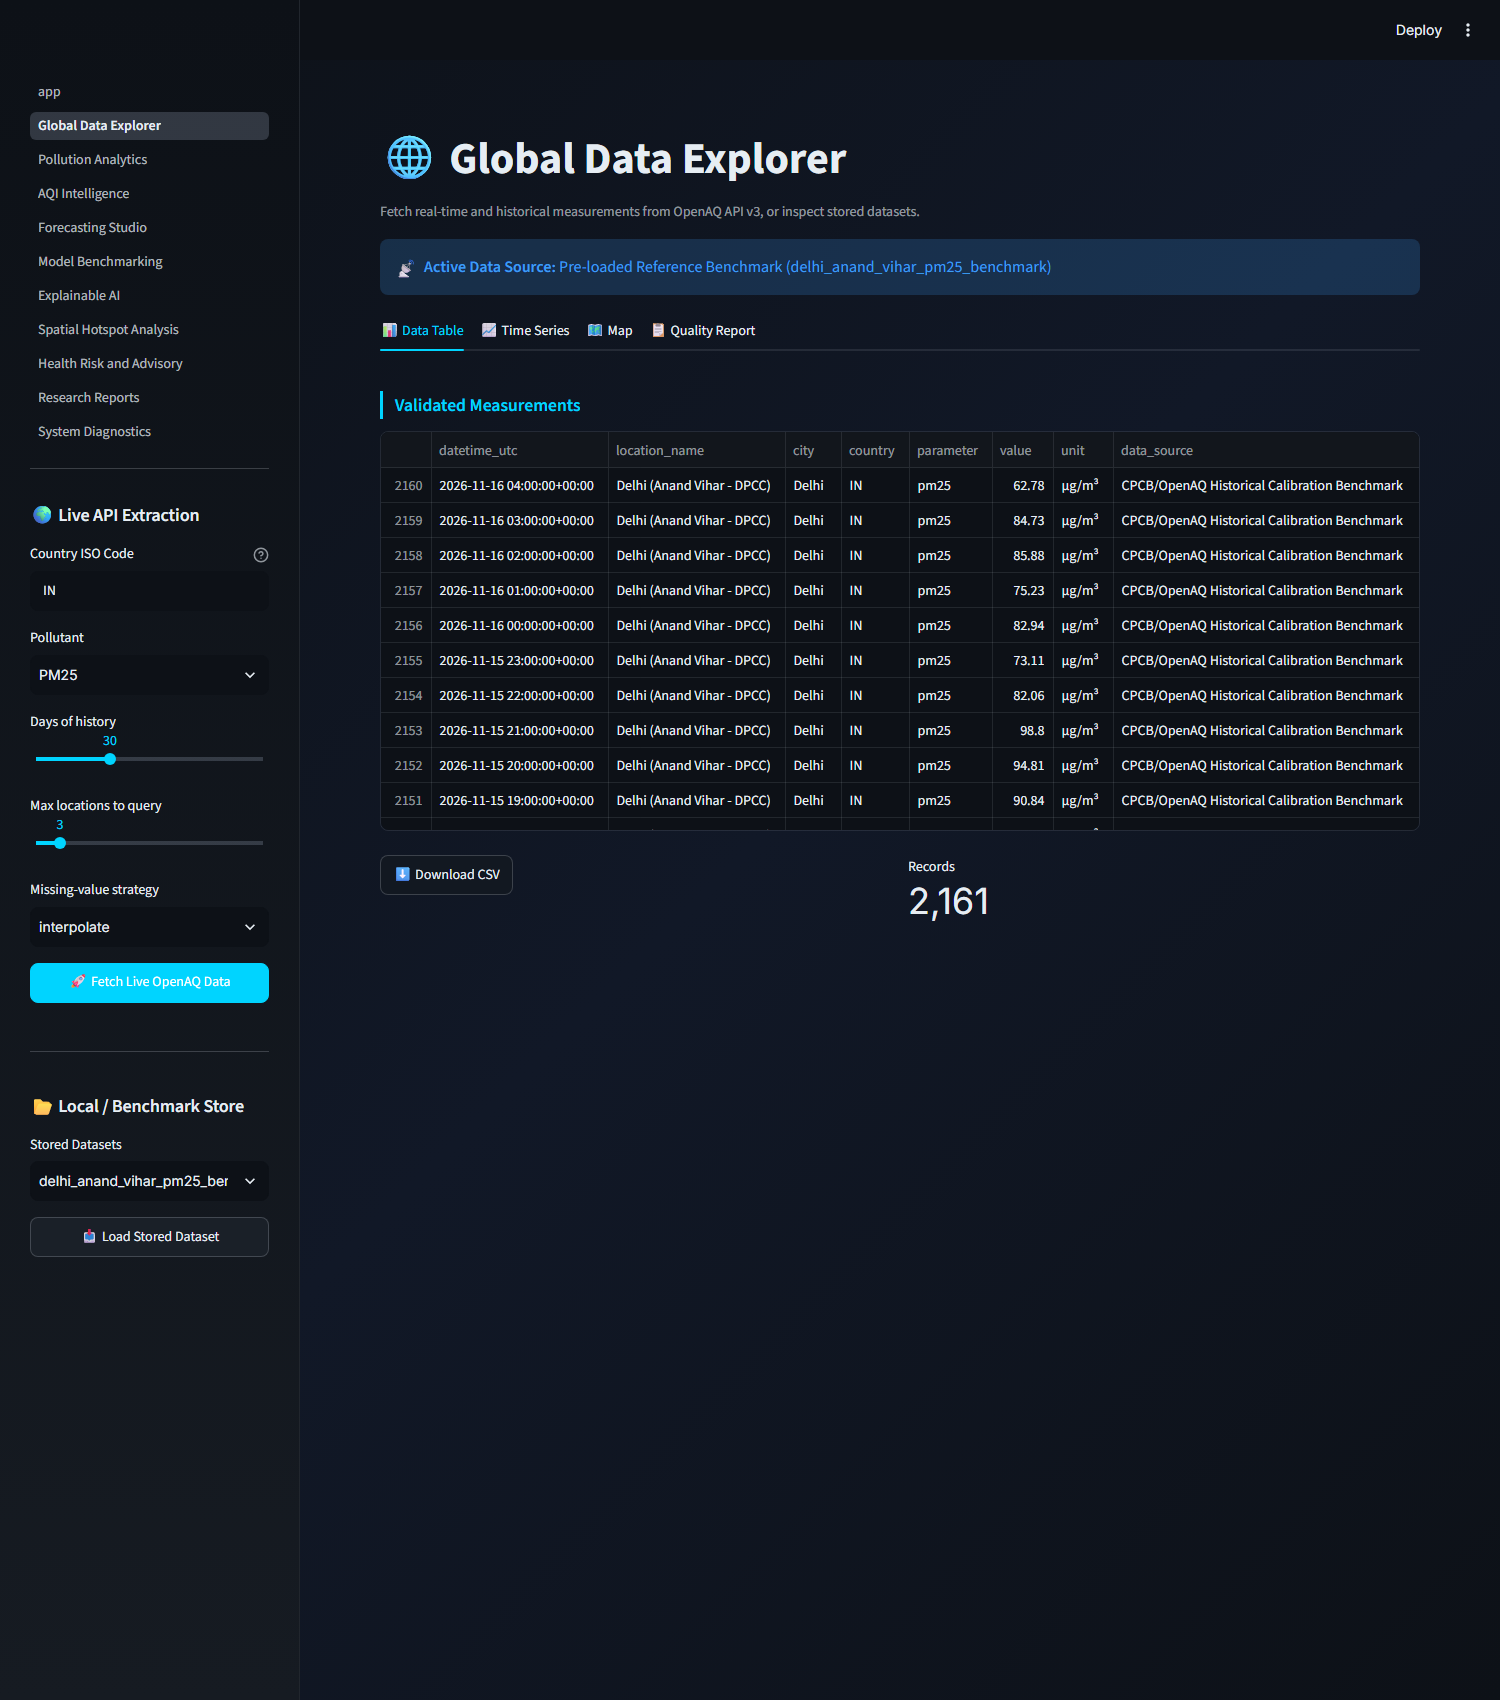 Deploy
app
Global Data Explorer
Pollution Analytics
AQI Intelligence
Forecasting Studio
Model Benchmarking
Explainable AI
Spatial Hotspot Analysis
Health Risk and Advisory
Research Reports
System Diagnostics
Live API Extraction
Country ISO Code
IN
Pollutant
PM25
Days of history
30
Max locations to query
3
Missing-value strategy
interpolate
Fetch Live OpenAQ Data
Local / Benchmark Store
Stored Datasets
delhi_anand_vihar_pm25_ber
Load Stored Dataset
Global Data Explorer
Fetch real-time and historical measurements from OpenAQ API v3, or inspect stored datasets.
Active Data Source: Pre-loaded Reference Benchmark (delhi_anand_vihar_pm25_benchmark)
Data Table Time Series Map Quality Report
Validated Measurements
datetime_utc location_name city country parameter value unit data_source
2160 2026-11-16 04:00:00+00:00 Delhi (Anand Vihar - DPCC) Delhi IN pm25 62.78 µg/m³ CPCB/OpenAQ Historical Calibration Benchmark
2159 2026-11-16 03:00:00+00:00 Delhi (Anand Vihar - DPCC) Delhi IN pm25 84.73 µg/m³ CPCB/OpenAQ Historical Calibration Benchmark
2158 2026-11-16 02:00:00+00:00 Delhi (Anand Vihar - DPCC) Delhi IN pm25 85.88 µg/m³ CPCB/OpenAQ Historical Calibration Benchmark
2157 2026-11-16 01:00:00+00:00 Delhi (Anand Vihar - DPCC) Delhi IN pm25 75.23 µg/m³ CPCB/OpenAQ Historical Calibration Benchmark
2156 2026-11-16 00:00:00+00:00 Delhi (Anand Vihar - DPCC) Delhi IN pm25 82.94 µg/m³ CPCB/OpenAQ Historical Calibration Benchmark
2155 2026-11-15 23:00:00+00:00 Delhi (Anand Vihar - DPCC) Delhi IN pm25 73.11 µg/m³ CPCB/OpenAQ Historical Calibration Benchmark
2154 2026-11-15 22:00:00+00:00 Delhi (Anand Vihar - DPCC) Delhi IN pm25 82.06 µg/m³ CPCB/OpenAQ Historical Calibration Benchmark
2153 2026-11-15 21:00:00+00:00 Delhi (Anand Vihar - DPCC) Delhi IN pm25 98.8 µg/m³ CPCB/OpenAQ Historical Calibration Benchmark
2152 2026-11-15 20:00:00+00:00 Delhi (Anand Vihar - DPCC) Delhi IN pm25 94.81 µg/m³ CPCB/OpenAQ Historical Calibration Benchmark
2151 2026-11-15 19:00:00+00:00 Delhi (Anand Vihar - DPCC) Delhi IN pm25 90.84 µg/m³ CPCB/OpenAQ Historical Calibration Benchmark
Download CSV
Records
2,161